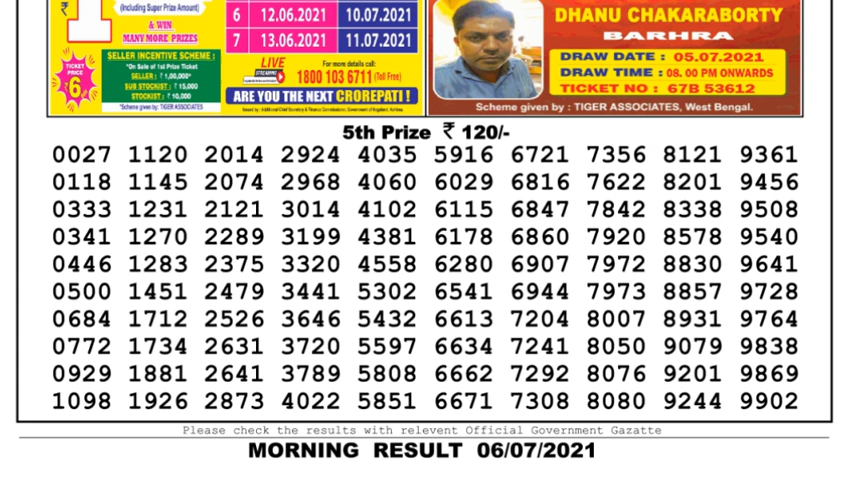 ₹ 1
(Including Super Prize Amount)
& WIN
MANY MORE PRIZES
6 12.06.2021 10.07.2021
7 13.06.2021 11.07.2021
TICKET
PRICE
₹6
SELLER INCENTIVE SCHEME :
*On Sale of 1st Prize Ticket
SELLER : ₹ 1,00,000*
SUB STOCKIST : ₹ 15,000
STOCKIST : ₹ 10,000
*Scheme given by: TIGER ASSOCIATES
LIVE
STREAMING
For more details call:
1800 103 6711 (Toll Free)
ARE YOU THE NEXT CROREPATI !
DHANU CHAKARABORTY
BARHRA
DRAW DATE : 05.07.2021
DRAW TIME : 08. 00 PM ONWARDS
TICKET NO : 67B 53612
Scheme given by : TIGER ASSOCIATES, West Bengal.
5th Prize ₹ 120/-
0027 1120 2014 2924 4035 5916 6721 7356 8121 9361
0118 1145 2074 2968 4060 6029 6816 7622 8201 9456
0333 1231 2121 3014 4102 6115 6847 7842 8338 9508
0341 1270 2289 3199 4381 6178 6860 7920 8578 9540
0446 1283 2375 3320 4558 6280 6907 7972 8830 9641
0500 1451 2479 3441 5302 6541 6944 7973 8857 9728
0684 1712 2526 3646 5432 6613 7204 8007 8931 9764
0772 1734 2631 3720 5597 6634 7241 8050 9079 9838
0929 1881 2641 3789 5808 6662 7292 8076 9201 9869
1098 1926 2873 4022 5851 6671 7308 8080 9244 9902
Please check the results with relevent Official Government Gazatte
MORNING RESULT 06/07/2021